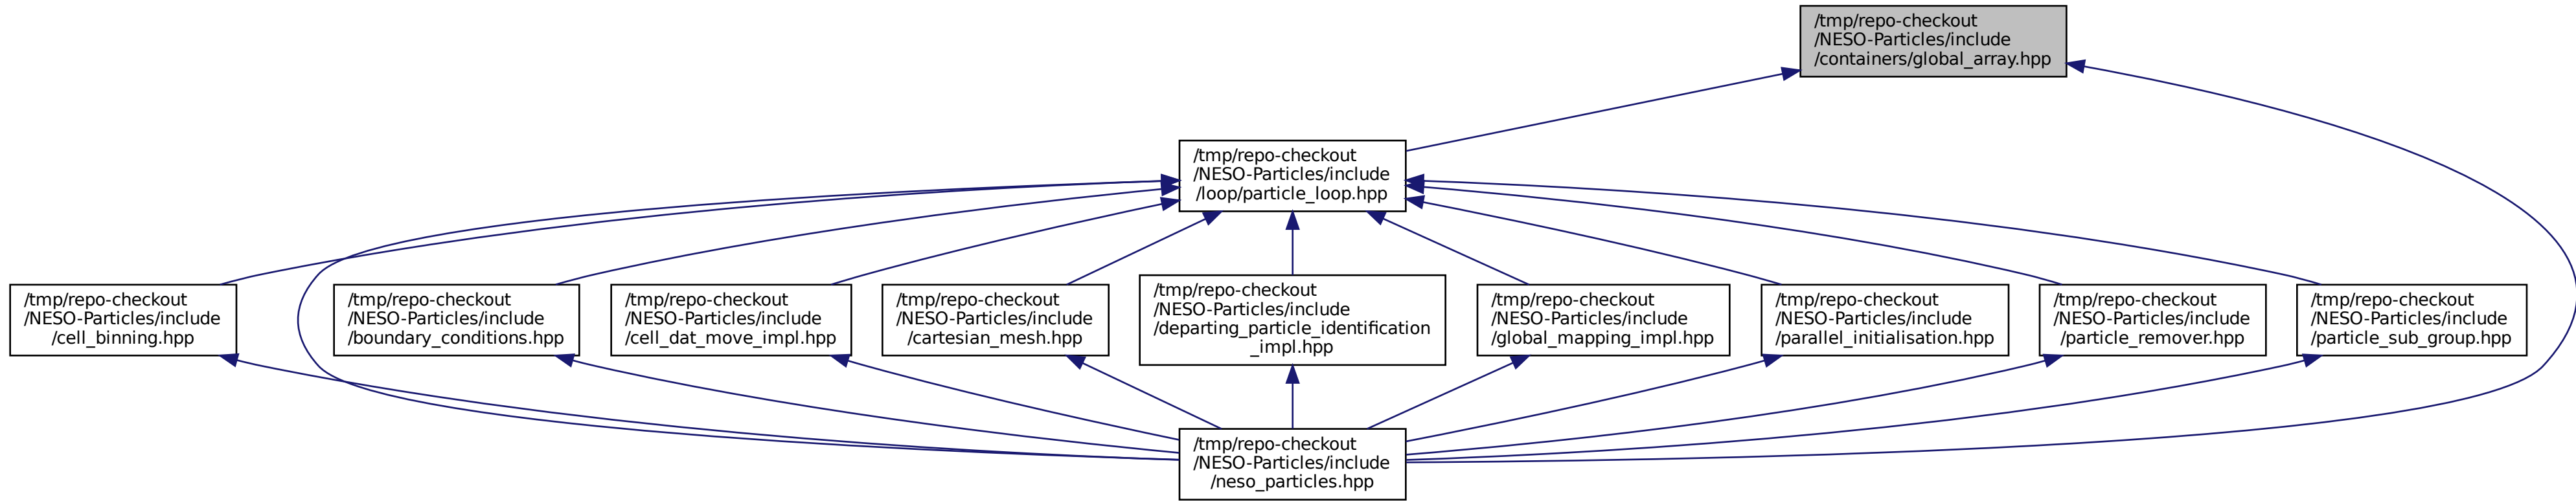 /tmp/repo-checkout
/NESO-Particles/include
/containers/global_array.hpp
/tmp/repo-checkout
/NESO-Particles/include
/loop/particle_loop.hpp
/tmp/repo-checkout
/NESO-Particles/include
/cell_binning.hpp
/tmp/repo-checkout
/NESO-Particles/include
/boundary_conditions.hpp
/tmp/repo-checkout
/NESO-Particles/include
/cell_dat_move_impl.hpp
/tmp/repo-checkout
/NESO-Particles/include
/cartesian_mesh.hpp
/tmp/repo-checkout
/NESO-Particles/include
/departing_particle_identification
_impl.hpp
/tmp/repo-checkout
/NESO-Particles/include
/global_mapping_impl.hpp
/tmp/repo-checkout
/NESO-Particles/include
/parallel_initialisation.hpp
/tmp/repo-checkout
/NESO-Particles/include
/particle_remover.hpp
/tmp/repo-checkout
/NESO-Particles/include
/particle_sub_group.hpp
/tmp/repo-checkout
/NESO-Particles/include
/neso_particles.hpp